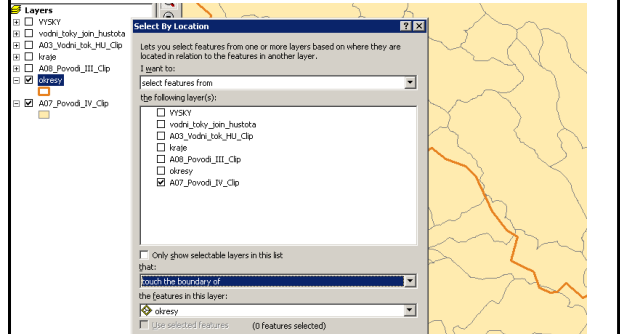 Layers
VYSKY
vodni_toky_join_hustota
A03_Vodni_tok_HU_Clip
kraje
A08_Povodi_III_Clip
okresy
A07_Povodi_IV_Clip
Select By Location
Lets you select features from one or more layers based on where they are
located in relation to the features in another layer.
I want to:
select features from
the following layer(s):
VYSKY
vodni_toky_join_hustota
A03_Vodni_tok_HU_Clip
kraje
A08_Povodi_III_Clip
okresy
A07_Povodi_IV_Clip
Only show selectable layers in this list
that:
touch the boundary of
the features in this layer:
okresy
Use selected features (0 features selected)